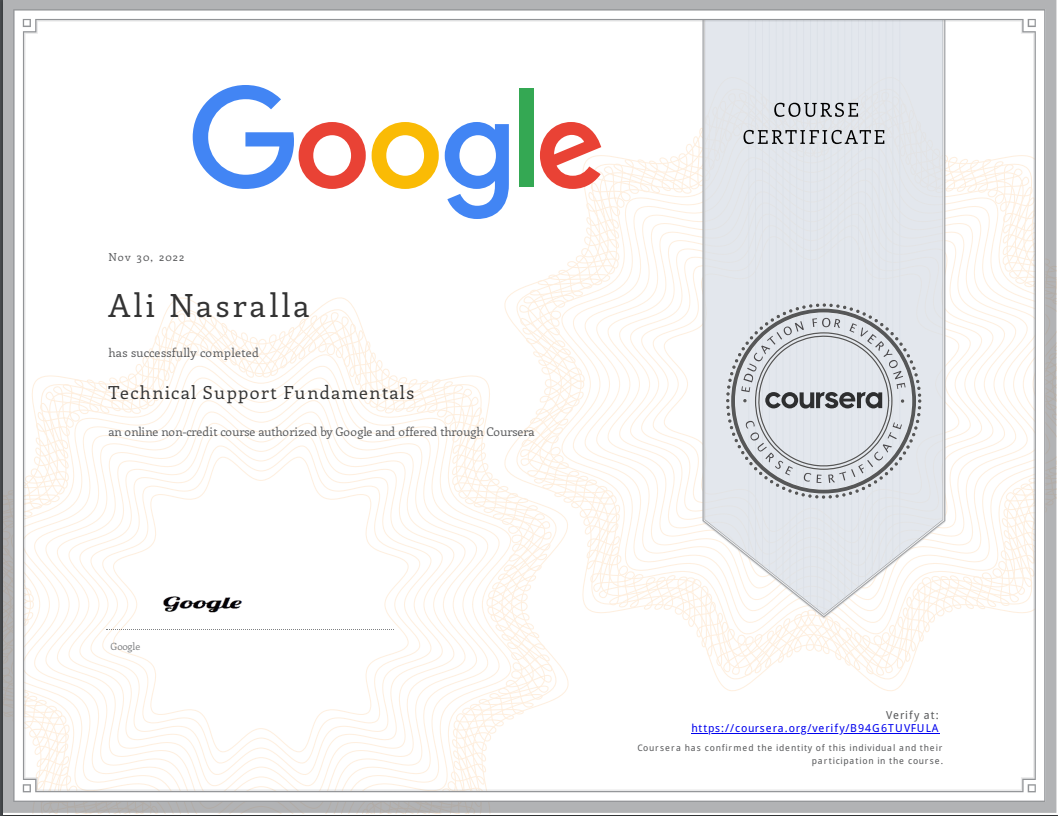 Google
COURSE
CERTIFICATE
Nov 30, 2022
Ali Nasralla
has successfully completed
Technical Support Fundamentals
an online non-credit course authorized by Google and offered through Coursera
EDUCATION FOR EVERYONE
coursera
COURSE CERTIFICATE
Google
Google
Verify at:
https://coursera.org/verify/B94G6TUVFULA
Coursera has confirmed the identity of this individual and their
participation in the course.